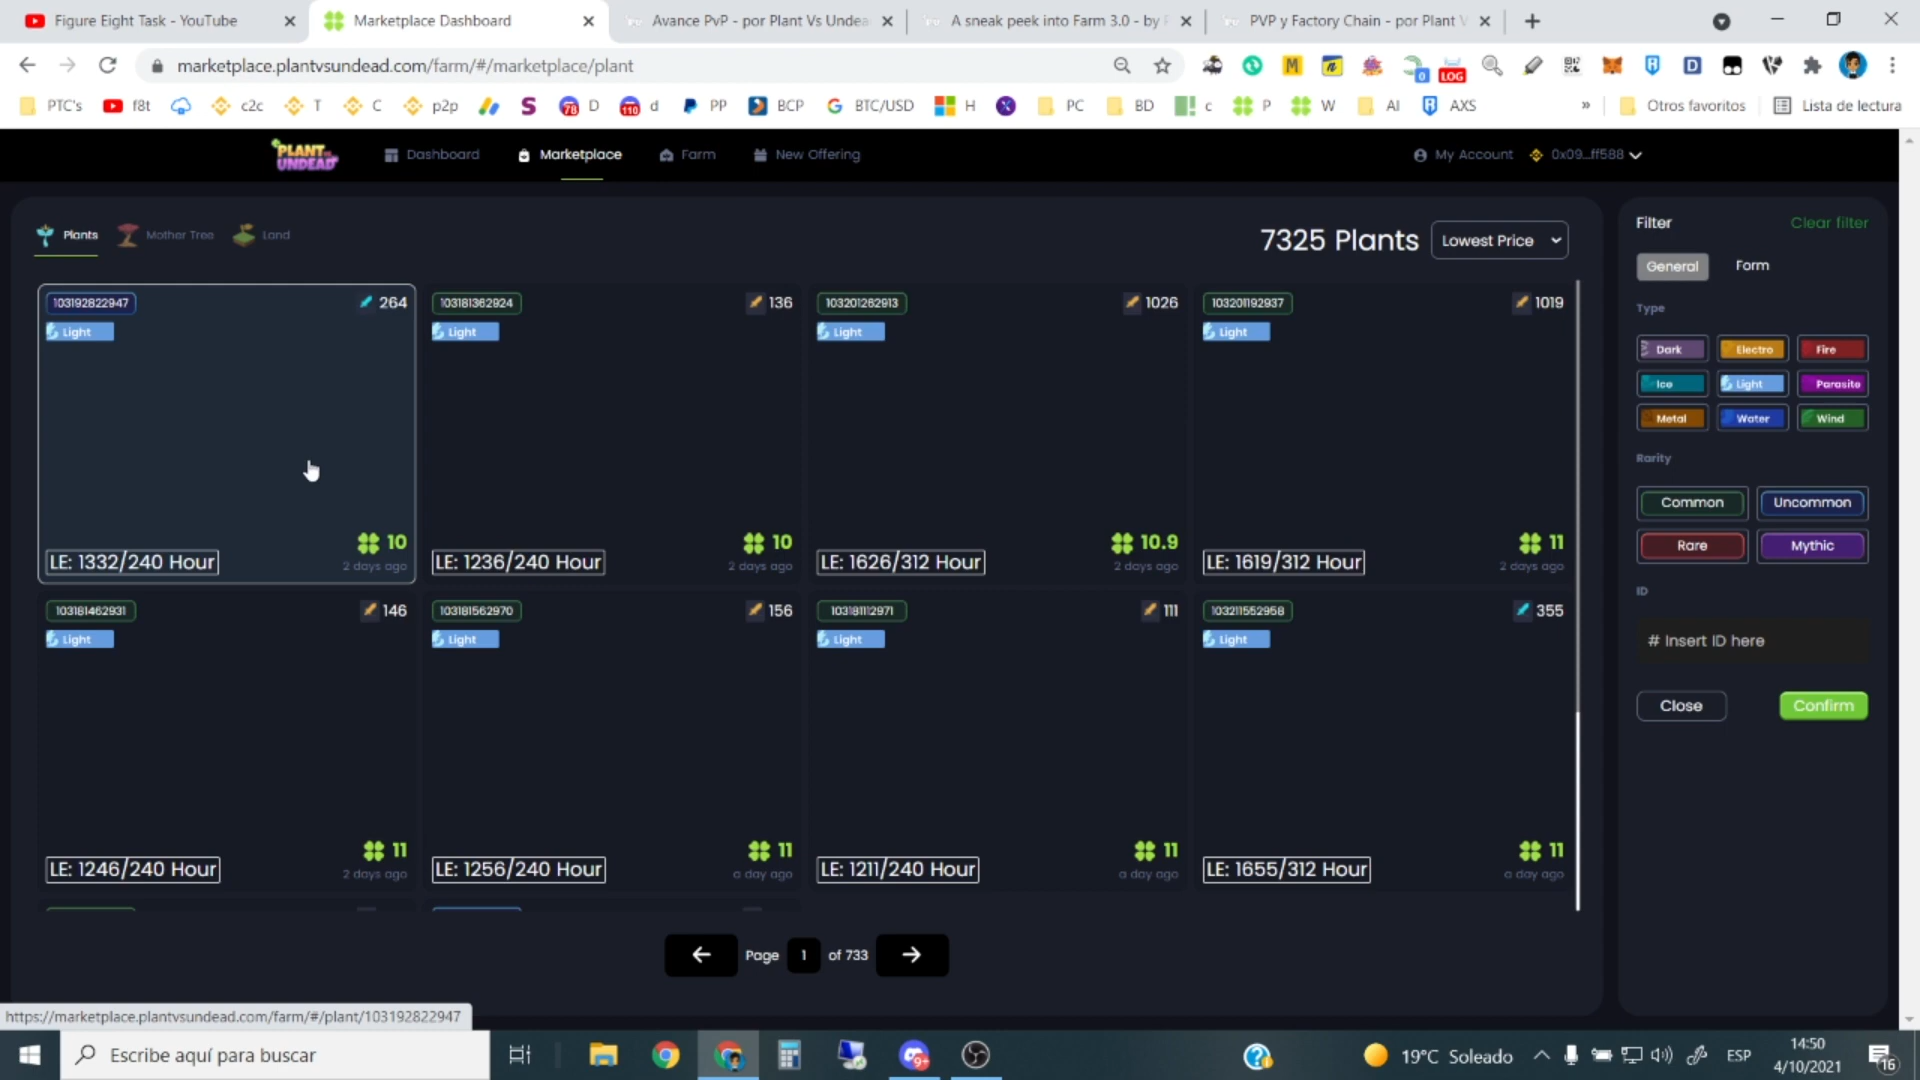 Figure Eight Task - YouTube
Marketplace Dashboard
Avance PvP - por Plant Vs Undea
A sneak peek into Farm 3.0 - by
PVP y Factory Chain - por Plant V
marketplace.plantvsundead.com/farm/#/marketplace/plant
0
LOG
PTC's
f8t
c2c
T
C
p2p
S
78
D
110
d
PP
BCP
BTC/USD
H
PC
BD
c
P
W
AI
AXS
»
Otros favoritos
Lista de lectura
PLANT
UNDEAD
Dashboard
Marketplace
Farm
New Offering
My Account
0x09...ff588
Plants
Mother Tree
Land
7325 Plants
Lowest Price
103192822947
264
Light
10
LE: 1332/240 Hour
2 days ago
103181362924
136
Light
10
LE: 1236/240 Hour
2 days ago
103201262913
1026
Light
10.9
LE: 1626/312 Hour
2 days ago
103201192937
1019
Light
11
LE: 1619/312 Hour
2 days ago
103181462931
146
Light
11
LE: 1246/240 Hour
2 days ago
103181562970
156
Light
11
LE: 1256/240 Hour
a day ago
103181112971
111
Light
11
LE: 1211/240 Hour
a day ago
103211552958
355
Light
11
LE: 1655/312 Hour
a day ago
Page 1 of 733
Filter
Clear filter
General
Form
Type
Dark
Electro
Fire
Ice
Light
Parasite
Metal
Water
Wind
Rarity
Common
Uncommon
Rare
Mythic
ID
# Insert ID here
Close
Confirm
https://marketplace.plantvsundead.com/farm/#/plant/103192822947
Escribe aquí para buscar
19°C Soleado
ESP
14:50
4/10/2021
16